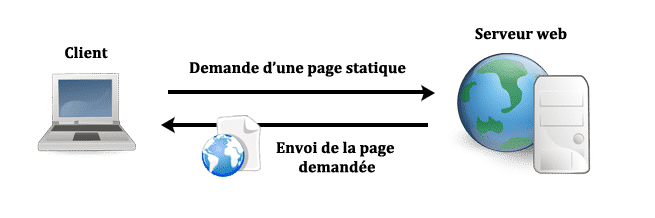 Client
Serveur web
Demande d’une page statique
Envoi de la page
demandée